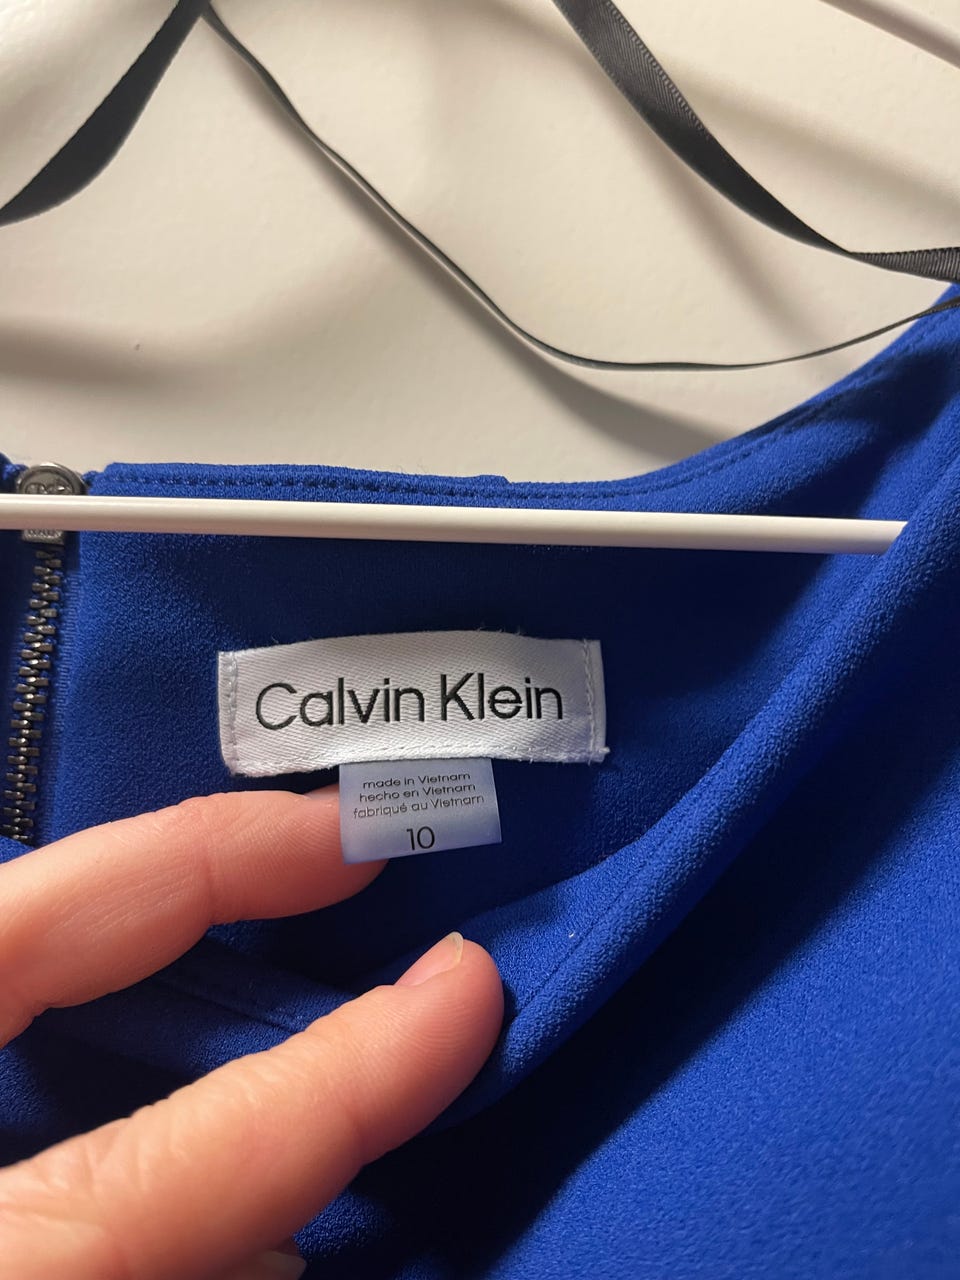 Calvin Klein
made in Vietnam
hecho en Vietnam
fabriqué au Vietnam
10